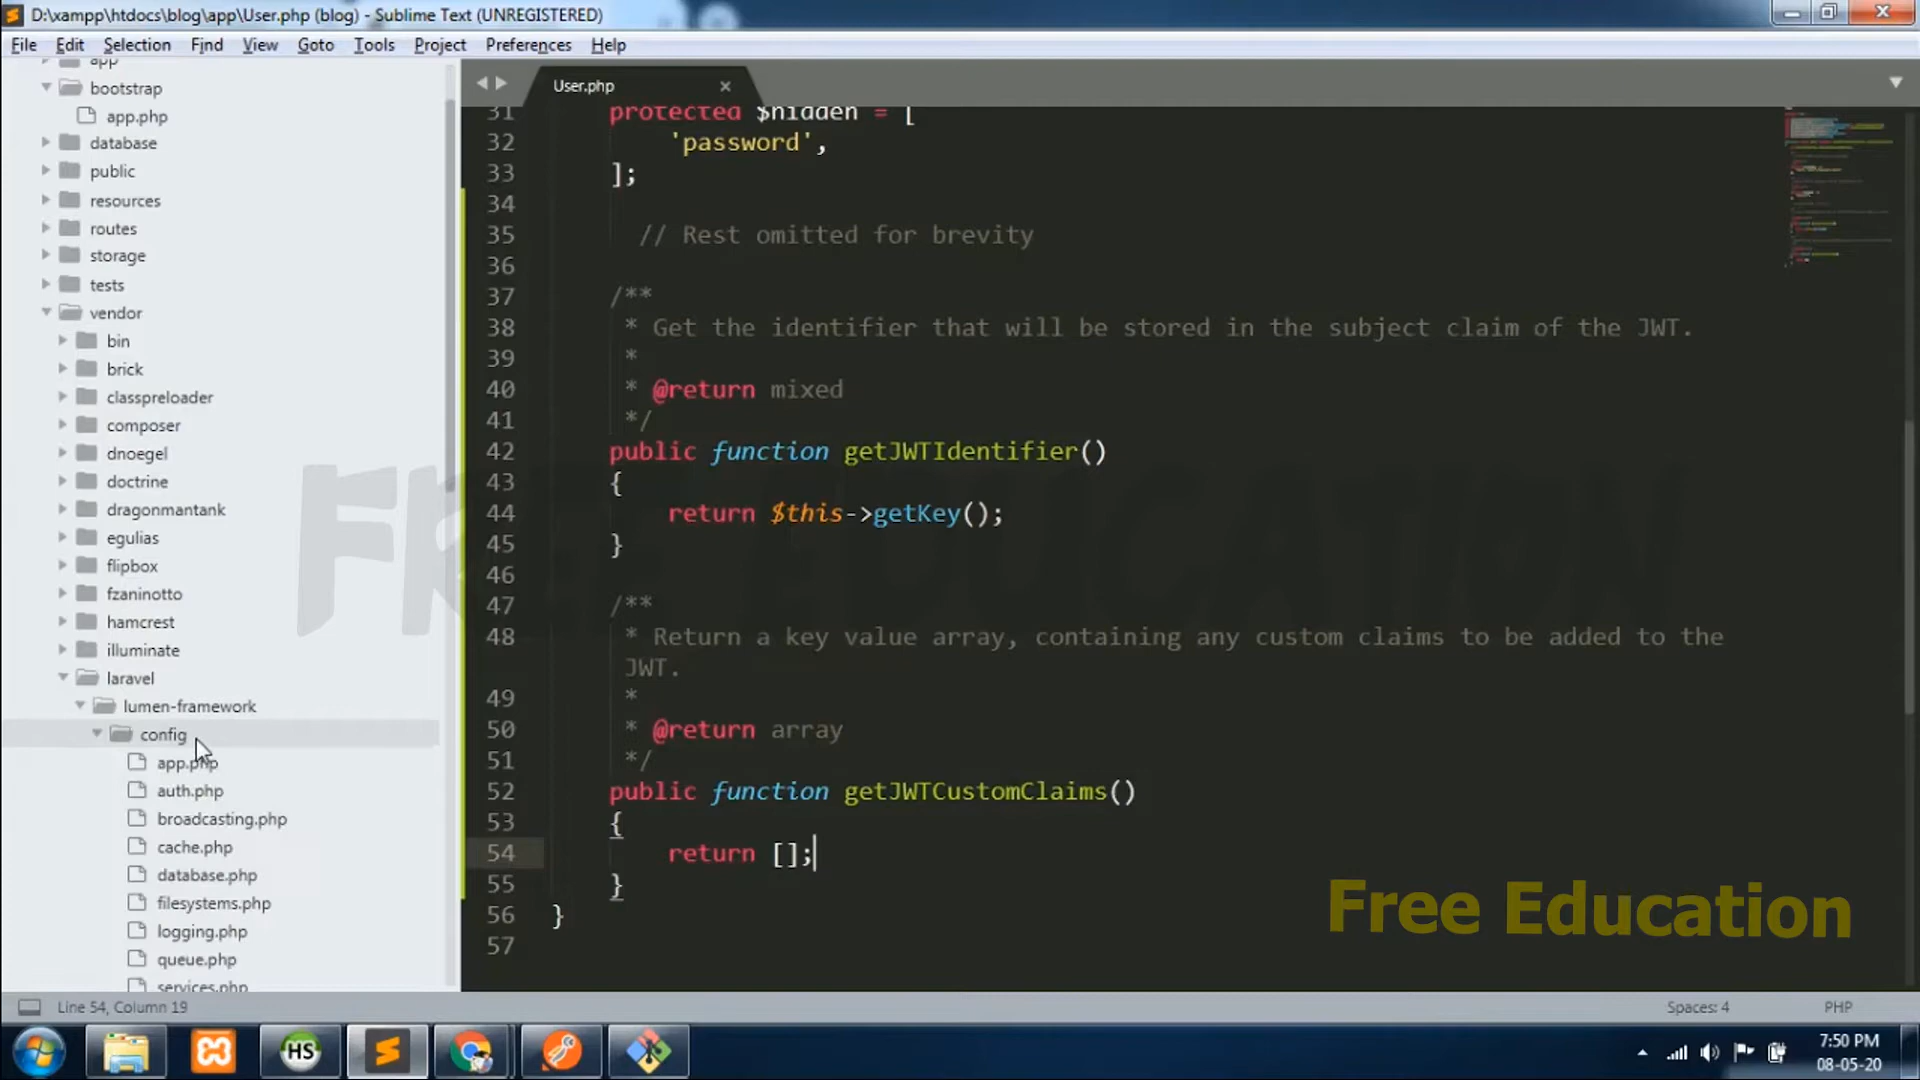 D:\xampp\htdocs\blog\app\User.php (blog) - Sublime Text (UNREGISTERED)
File Edit Selection Find View Goto Tools Project Preferences Help
app
bootstrap
app.php
database
public
resources
routes
storage
tests
vendor
bin
brick
classpreloader
composer
dnoegel
doctrine
dragonmantank
egulias
flipbox
fzaninotto
hamcrest
illuminate
laravel
lumen-framework
config
app.php
auth.php
broadcasting.php
cache.php
database.php
filesystems.php
logging.php
queue.php
services.php
User.php
31 protected $hidden = [
32 'password',
33 ];
34
35 // Rest omitted for brevity
36
37 /**
38 * Get the identifier that will be stored in the subject claim of the JWT.
39 *
40 * @return mixed
41 */
42 public function getJWTIdentifier()
43 {
44 return $this->getKey();
45 }
46
47 /**
48 * Return a key value array, containing any custom claims to be added to the
JWT.
49 *
50 * @return array
51 */
52 public function getJWTCustomClaims()
53 {
54 return [];
55 }
56 }
57
FREE EDUCATION
Free Education
Line 54, Column 19
Spaces: 4
PHP
HS
7:50 PM
08-05-20